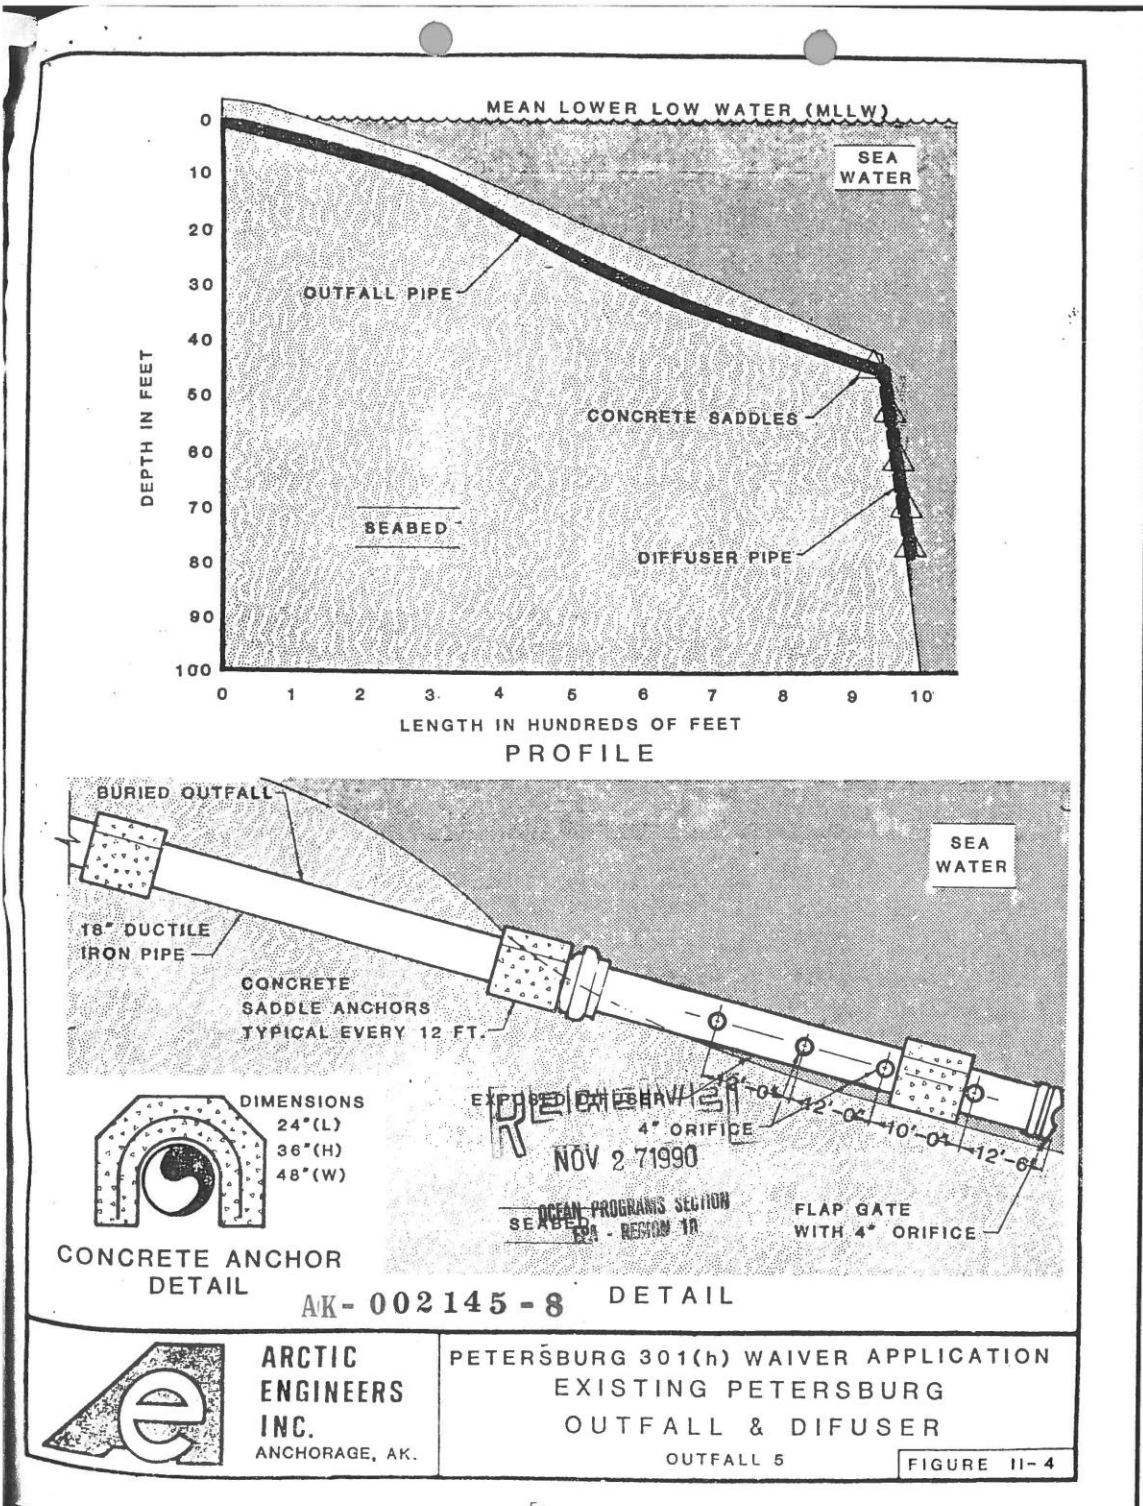 MEAN LOWER LOW WATER (MLLW)
0
10
20
30
40
50
60
70
80
90
100
DEPTH IN FEET
SEA
WATER
OUTFALL PIPE
CONCRETE SADDLES
SEABED
DIFFUSER PIPE
0 1 2 3 4 5 6 7 8 9 10
LENGTH IN HUNDREDS OF FEET
PROFILE
BURIED OUTFALL
SEA
WATER
18" DUCTILE
IRON PIPE
CONCRETE
SADDLE ANCHORS
TYPICAL EVERY 12 FT.
EXPOSED DIFUSER
4" ORIFICE
12'-0"
10'-0"
12'-6"
RECEIVED
NOV 2 7 1990
OCEAN PROGRAMS SECTION
EPA - REGION 10
SEABED
FLAP GATE
WITH 4" ORIFICE
DIMENSIONS
24"(L)
36"(H)
48"(W)
CONCRETE ANCHOR
DETAIL
AK-002145-8
DETAIL
e
ARCTIC
ENGINEERS
INC.
ANCHORAGE, AK.
PETERSBURG 301(h) WAIVER APPLICATION
EXISTING PETERSBURG
OUTFALL & DIFUSER
OUTFALL 5
FIGURE II-4